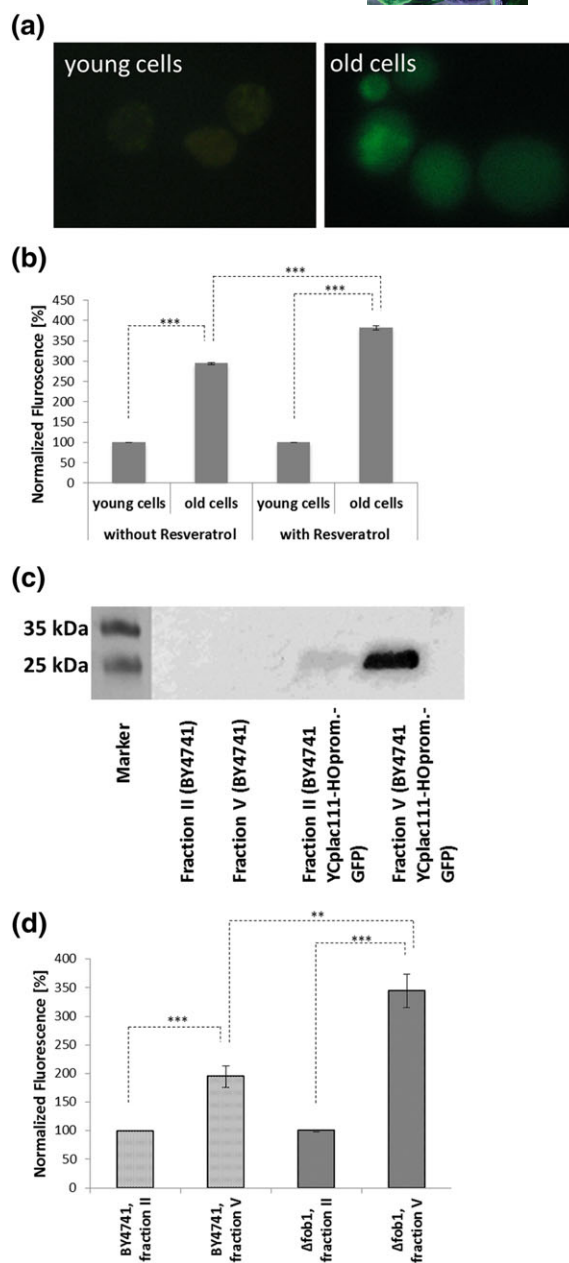 (a)
young cells
old cells
(b)
***
***
***
Normalized Fluroscence [%]
450
400
350
300
250
200
150
100
50
0
young cells old cells young cells old cells
without Resveratrol with Resveratrol
(c)
35 kDa
25 kDa
Marker
Fraction II (BY4741)
Fraction V (BY4741)
Fraction II (BY4741
YCplac111-HOprom.-
GFP)
Fraction V (BY4741
YCplac111-HOprom.-
GFP)
(d)
**
***
***
Normalized Fluorescence [%]
400
350
300
250
200
150
100
50
0
BY4741,
fraction II
BY4741,
fraction V
Δfob1,
fraction II
Δfob1,
fraction V